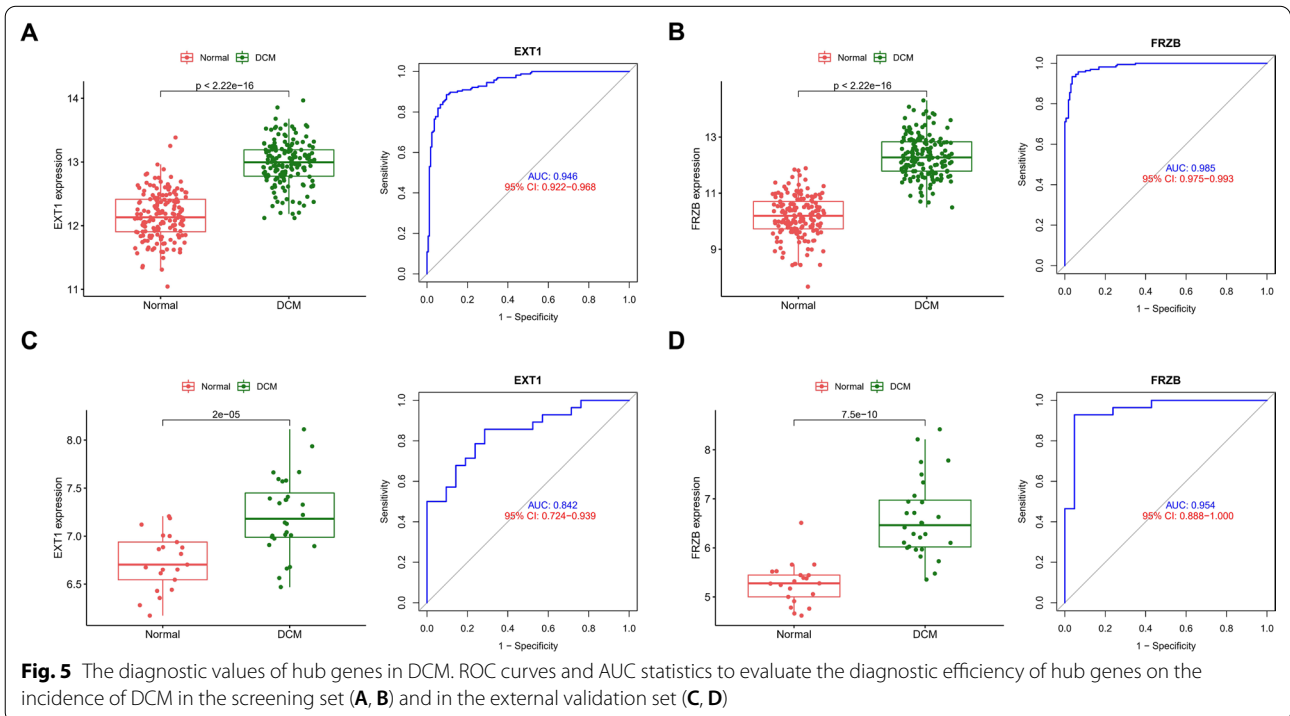 A
Normal DCM
p < 2.22e−16
EXT1 expression
14
13
12
11
Normal DCM
EXT1
Sensitivity
1.0
0.8
0.6
0.4
0.2
0.0
AUC: 0.946
95% CI: 0.922−0.968
0.0 0.2 0.4 0.6 0.8 1.0
1 − Specificity
B
Normal DCM
p < 2.22e−16
FRZB expression
13
11
9
Normal DCM
FRZB
Sensitivity
1.0
0.8
0.6
0.4
0.2
0.0
AUC: 0.985
95% CI: 0.975−0.993
0.0 0.2 0.4 0.6 0.8 1.0
1 − Specificity
C
Normal DCM
2e−05
EXT1 expression
8.0
7.5
7.0
6.5
Normal DCM
EXT1
Sensitivity
1.0
0.8
0.6
0.4
0.2
0.0
AUC: 0.842
95% CI: 0.724−0.939
0.0 0.2 0.4 0.6 0.8 1.0
1 − Specificity
D
Normal DCM
7.5e−10
FRZB expression
8
7
6
5
Normal DCM
FRZB
Sensitivity
1.0
0.8
0.6
0.4
0.2
0.0
AUC: 0.954
95% CI: 0.888−1.000
0.0 0.2 0.4 0.6 0.8 1.0
1 − Specificity
Fig. 5 The diagnostic values of hub genes in DCM. ROC curves and AUC statistics to evaluate the diagnostic efficiency of hub genes on the
incidence of DCM in the screening set (A, B) and in the external validation set (C, D)